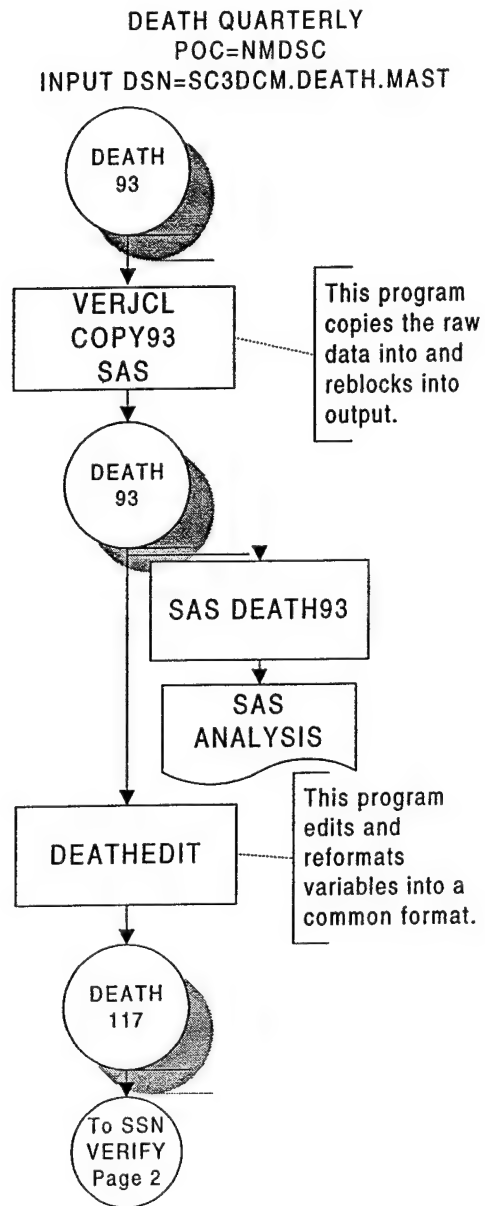 DEATH QUARTERLY
POC=NMDSC
INPUT DSN=SC3DCM.DEATH.MAST
DEATH
93
VERJCL
COPY93
SAS
This program
copies the raw
data into and
reblocks into
output.
DEATH
93
SAS DEATH93
SAS
ANALYSIS
DEATHEDIT
This program
edits and
reformats
variables into a
common format.
DEATH
117
To SSN
VERIFY
Page 2